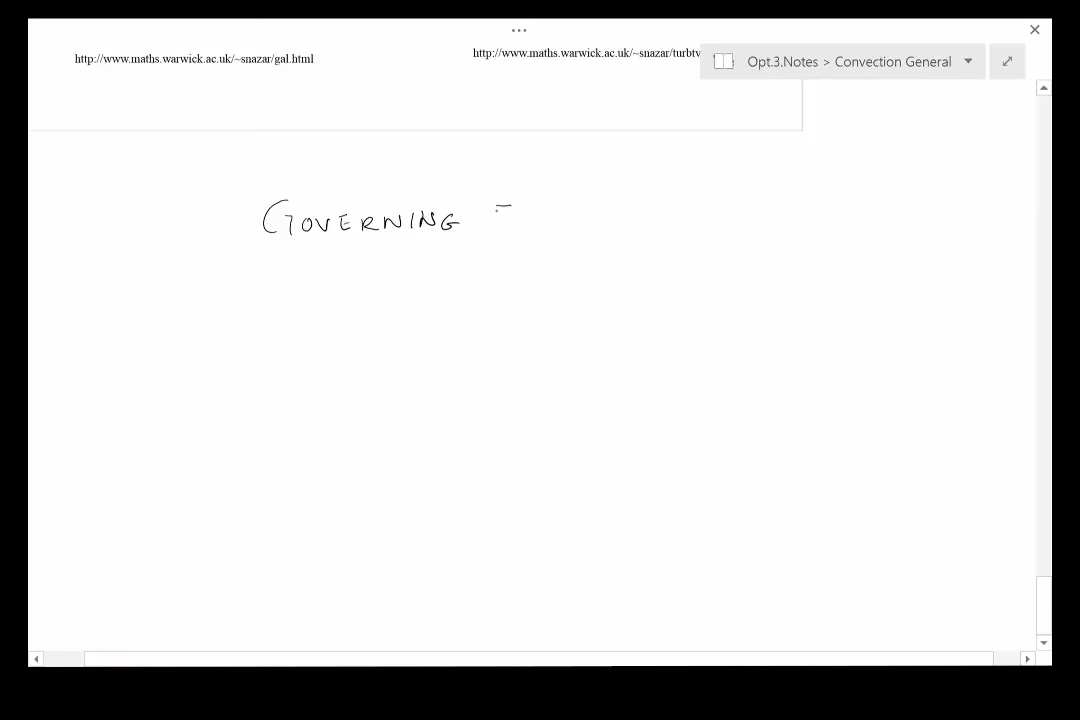 http://www.maths.warwick.ac.uk/~snazar/gal.html
http://www.maths.warwick.ac.uk/~snazar/turbtv
Opt.3.Notes > Convection General
GOVERNING